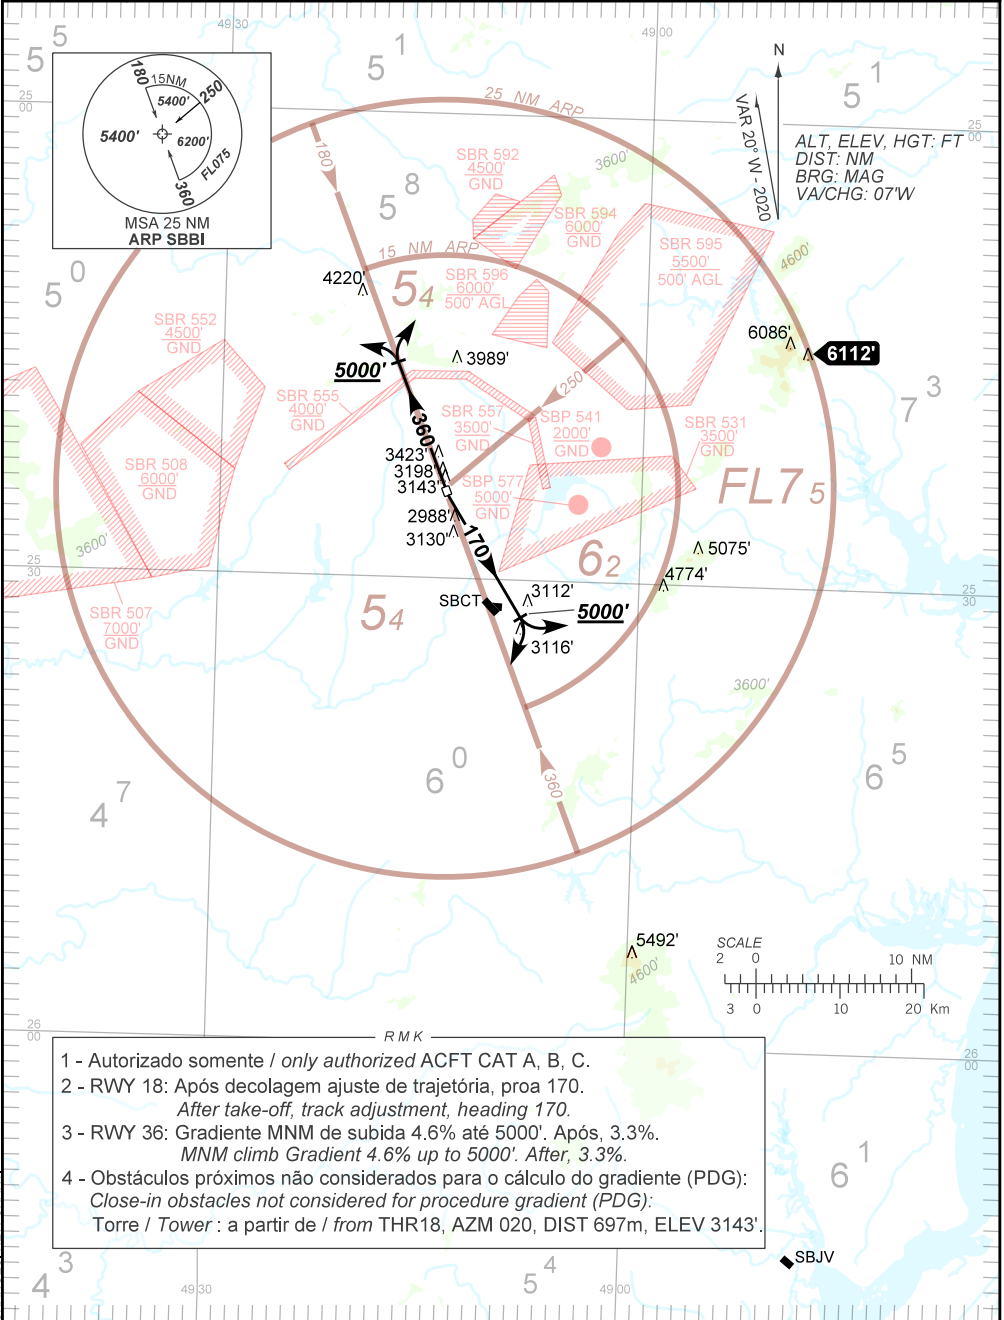 49 30
49 00
5 5
5 1
5 1
25 00
25 00
180
15NM
250
5400'
5400'
6200'
FL075
360
MSA 25 NM
ARP SBBI
N
VAR 20° W - 2020
ALT, ELEV, HGT: FT
DIST: NM
BRG: MAG
VA/CHG: 07'W
25 NM ARP
180
SBR 592
4500'
GND
3600'
5 8
SBR 594
6000'
GND
SBR 595
5500'
500' AGL
4600'
15 NM ARP
5 0
4220'
5 4
SBR 596
6000'
500' AGL
SBR 552
4500'
GND
6086'
6112'
5000'
3989'
250
7 3
SBR 555
4000'
GND
360
SBR 557
3500'
GND
SBP 541
2000'
GND
SBR 531
3500'
GND
3423'
3198'
3143'
SBR 508
6000'
GND
SBP 577
5000'
GND
FL7 5
2988'
3130'
170
3600'
6 2
5075'
4774'
25 30
25 30
SBR 507
7000'
GND
5 4
SBCT
3112'
5000'
3116'
3600'
6 0
360
6 5
4 7
5492'
4600'
SCALE
2 0 10 NM
3 0 10 20 Km
26 00
26 00
RMK
1 - Autorizado somente / only authorized ACFT CAT A, B, C.
2 - RWY 18: Após decolagem ajuste de trajetória, proa 170.
After take-off, track adjustment, heading 170.
3 - RWY 36: Gradiente MNM de subida 4.6% até 5000'. Após, 3.3%.
MNM climb Gradient 4.6% up to 5000'. After, 3.3%.
4 - Obstáculos próximos não considerados para o cálculo do gradiente (PDG):
Close-in obstacles not considered for procedure gradient (PDG):
Torre / Tower : a partir de / from THR18, AZM 020, DIST 697m, ELEV 3143'.
6 1
4 3
5 4
SBJV
49 30
49 00